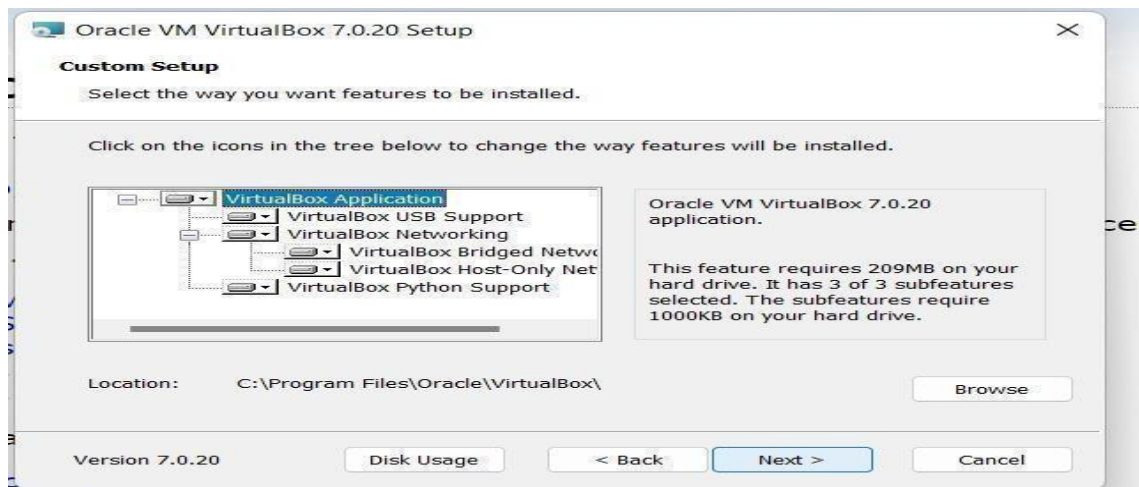 Oracle VM VirtualBox 7.0.20 Setup
Custom Setup
Select the way you want features to be installed.
Click on the icons in the tree below to change the way features will be installed.
VirtualBox Application
VirtualBox USB Support
VirtualBox Networking
VirtualBox Bridged Netw
VirtualBox Host-Only Net
VirtualBox Python Support
Oracle VM VirtualBox 7.0.20
application.
This feature requires 209MB on your
hard drive. It has 3 of 3 subfeatures
selected. The subfeatures require
1000KB on your hard drive.
Location: C:\Program Files\Oracle\VirtualBox\
Browse
Version 7.0.20
Disk Usage
< Back
Next >
Cancel
ce